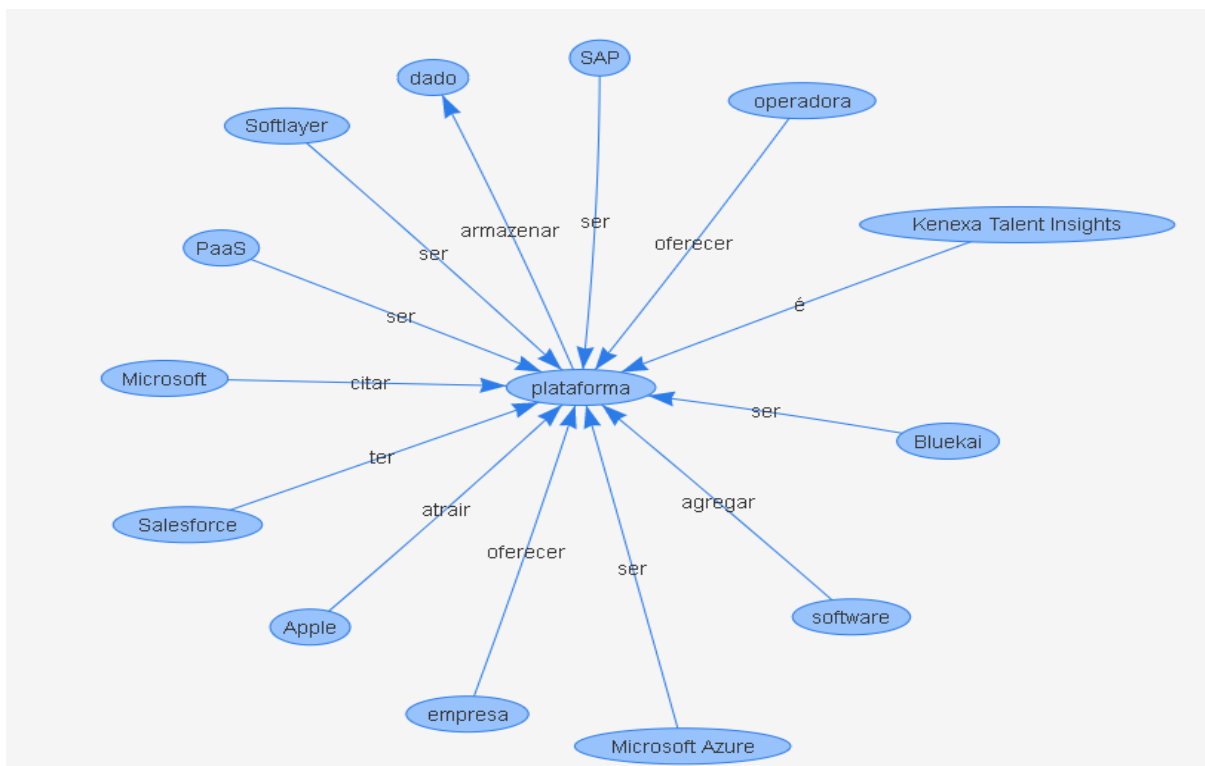 SAP
dado
operadora
Softlayer
ser
armazenar
Kenexa Talent Insights
oferecer
PaaS
ser
é
ser
Microsoft
citar
plataforma
ser
Bluekai
ter
agregar
atrair
Salesforce
oferecer
ser
software
Apple
empresa
Microsoft Azure